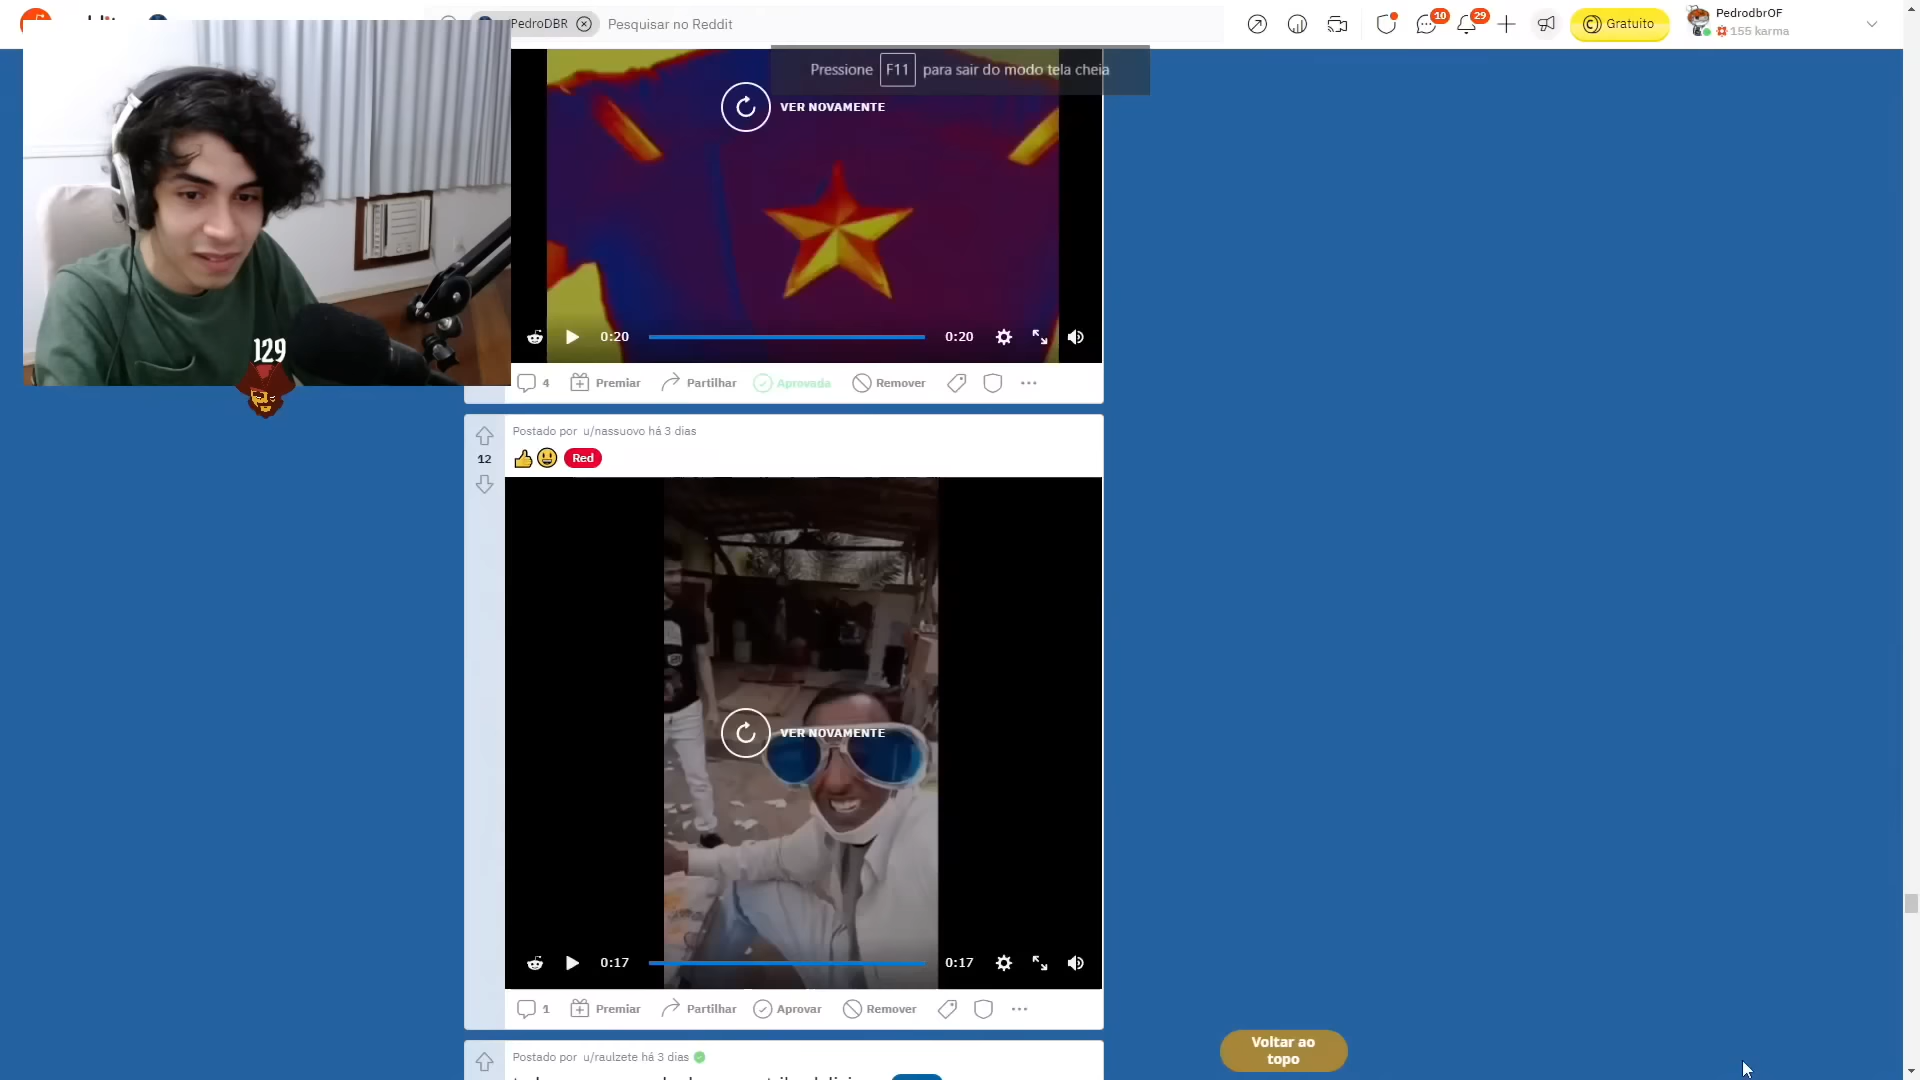 PedroDBR
Pesquisar no Reddit
10
29
Gratuito
PedrodbrOF
155 karma
Pressione F11 para sair do modo tela cheia
VER NOVAMENTE
129
0:20
0:20
4 Premiar Partilhar Aprovada Remover
Postado por u/nassuovo há 3 dias
12
Red
VER NOVAMENTE
0:17
0:17
1 Premiar Partilhar Aprovar Remover
Postado por u/raulzete há 3 dias
Voltar ao
topo